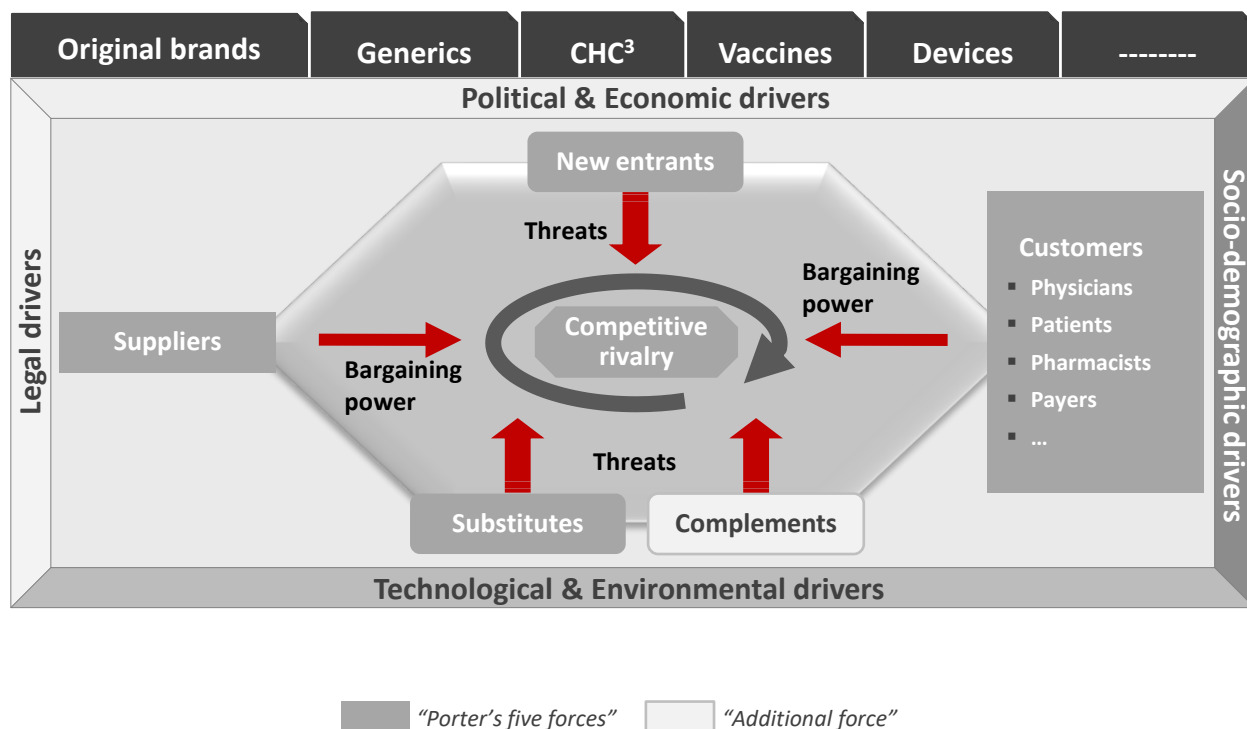 Original brands
Generics
CHC³
Vaccines
Devices
--------
Political & Economic drivers
Legal drivers
Socio-demographic drivers
New entrants
Threats
Bargaining
power
Customers
▪ Physicians
▪ Patients
▪ Pharmacists
▪ Payers
▪ ...
Suppliers
Bargaining
power
Competitive
rivalry
Threats
Substitutes
Complements
Technological & Environmental drivers
“Porter’s five forces”
“Additional force”